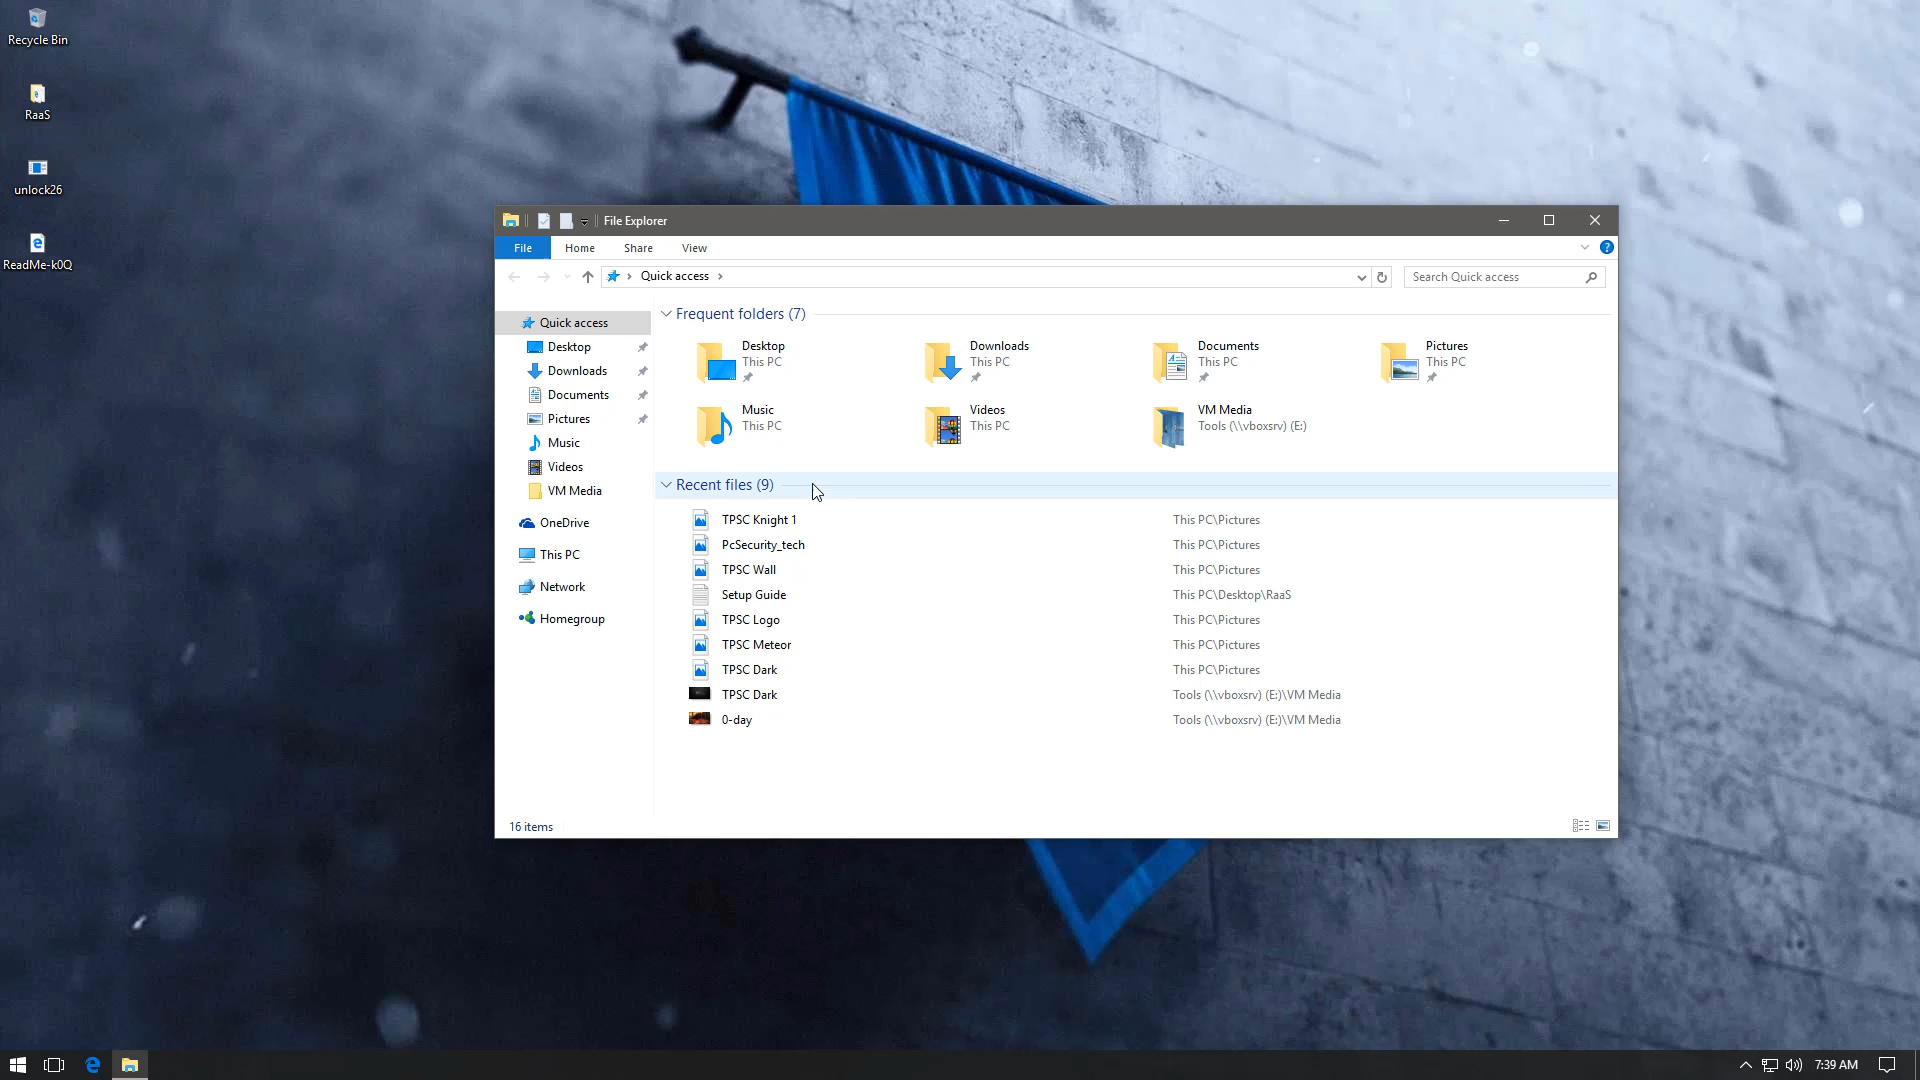 Recycle Bin
RaaS
unlock26
ReadMe-k0Q
File Explorer
File Home Share View
Quick access
Search Quick access
Quick access
Desktop
Downloads
Documents
Pictures
Music
Videos
VM Media
OneDrive
This PC
Network
Homegroup
Frequent folders (7)
Desktop
This PC
Downloads
This PC
Documents
This PC
Pictures
This PC
Music
This PC
Videos
This PC
VM Media
Tools (\\vboxsrv) (E:)
Recent files (9)
TPSC Knight 1 This PC\Pictures
PcSecurity_tech This PC\Pictures
TPSC Wall This PC\Pictures
Setup Guide This PC\Desktop\RaaS
TPSC Logo This PC\Pictures
TPSC Meteor This PC\Pictures
TPSC Dark This PC\Pictures
TPSC Dark Tools (\\vboxsrv) (E:)\VM Media
0-day Tools (\\vboxsrv) (E:)\VM Media
16 items
7:39 AM